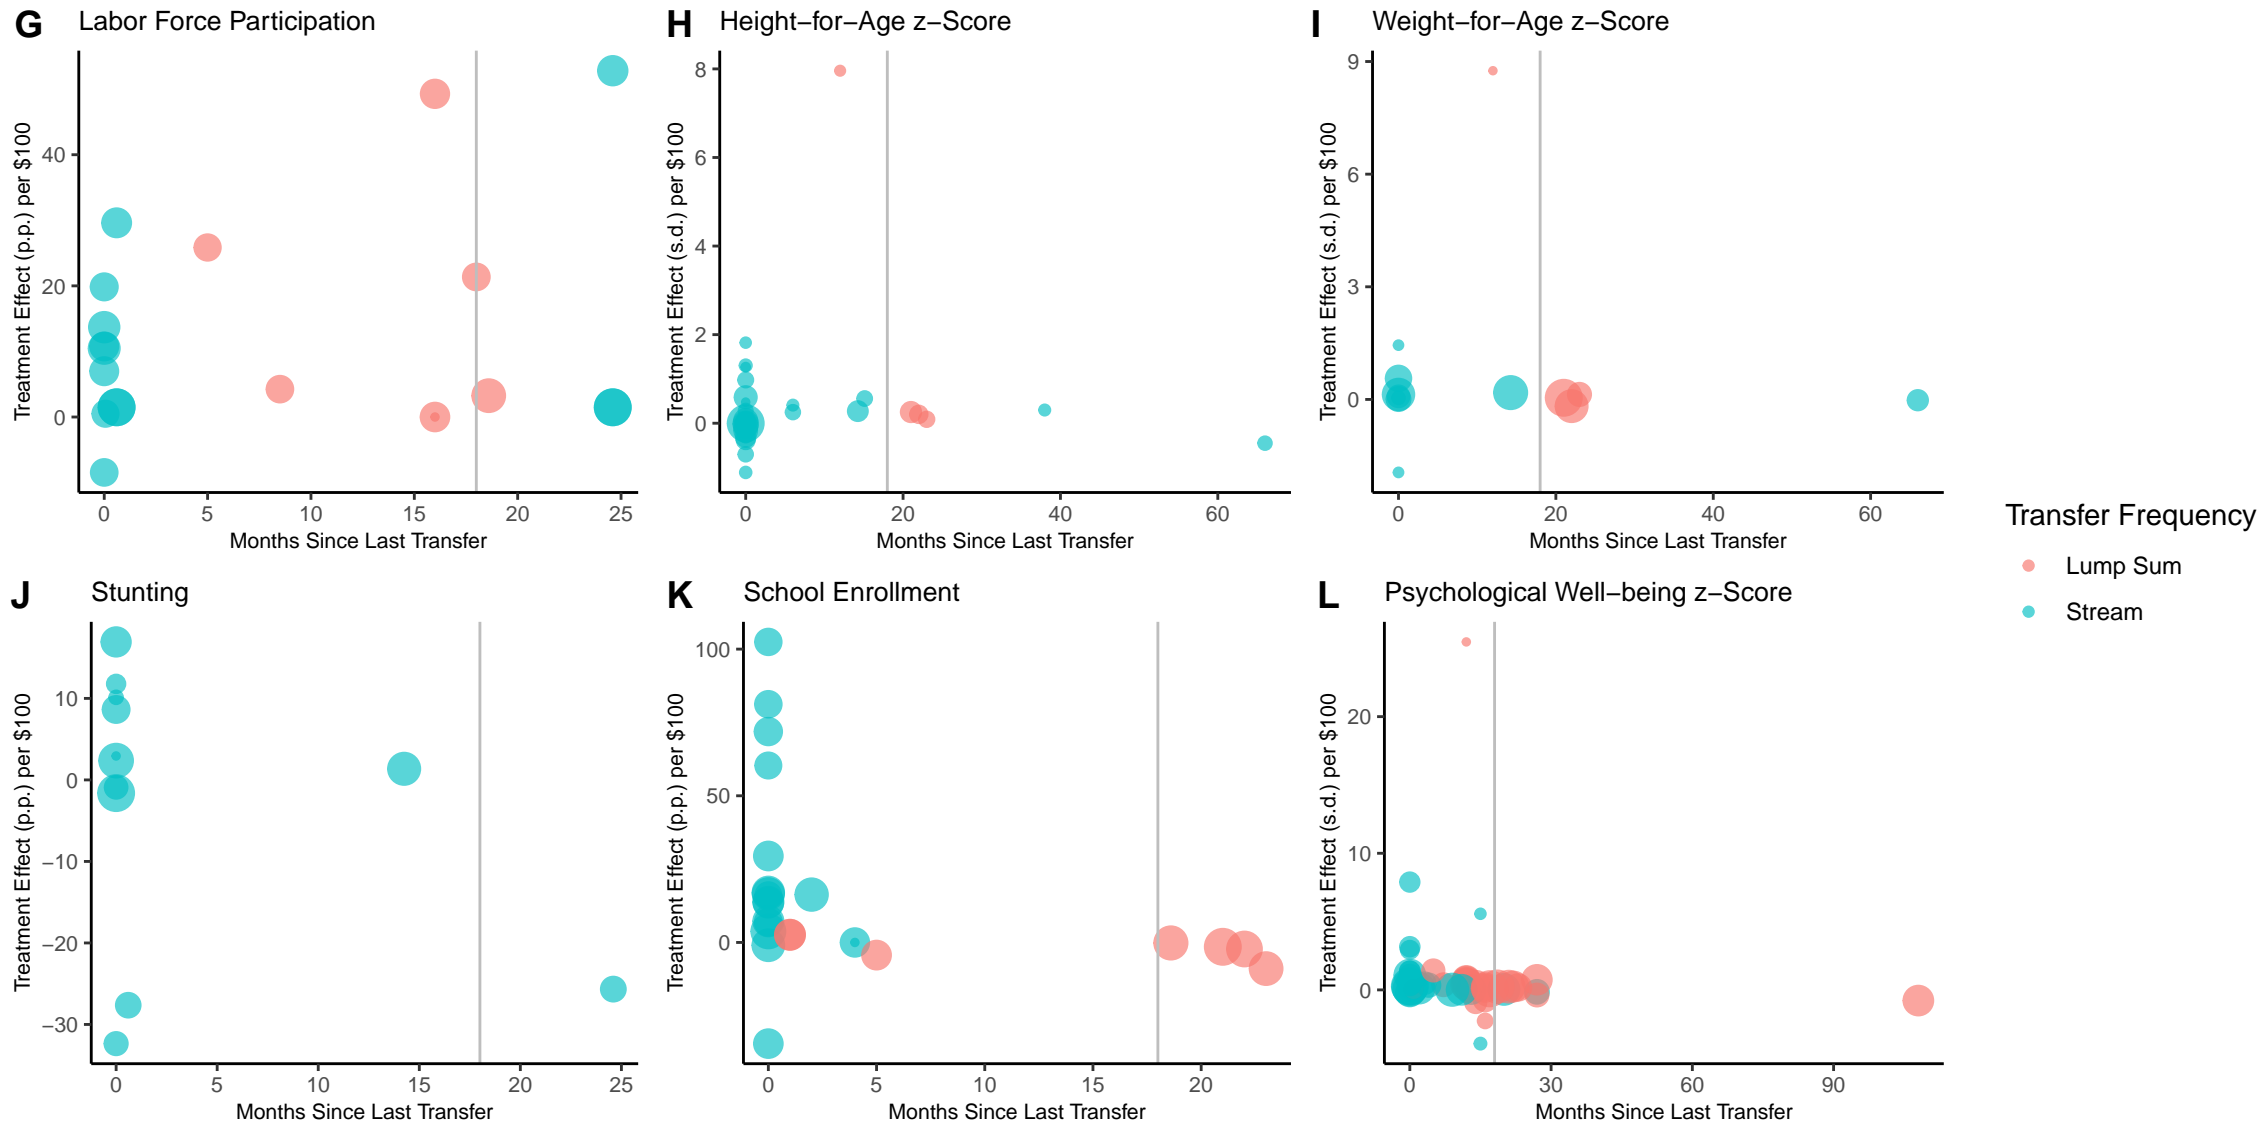 G Labor Force Participation
Treatment Effect (p.p.) per $100
40
20
0
0 5 10 15 20 25
Months Since Last Transfer
H Height−for−Age z−Score
Treatment Effect (s.d.) per $100
8
6
4
2
0
0 20 40 60
Months Since Last Transfer
I Weight−for−Age z−Score
Treatment Effect (s.d.) per $100
9
6
3
0
0 20 40 60
Months Since Last Transfer
J Stunting
Treatment Effect (p.p.) per $100
10
0
−10
−20
−30
0 5 10 15 20 25
Months Since Last Transfer
K School Enrollment
Treatment Effect (p.p.) per $100
100
50
0
0 5 10 15 20
Months Since Last Transfer
L Psychological Well−being z−Score
Treatment Effect (s.d.) per $100
20
10
0
0 30 60 90
Months Since Last Transfer
Transfer Frequency
Lump Sum
Stream